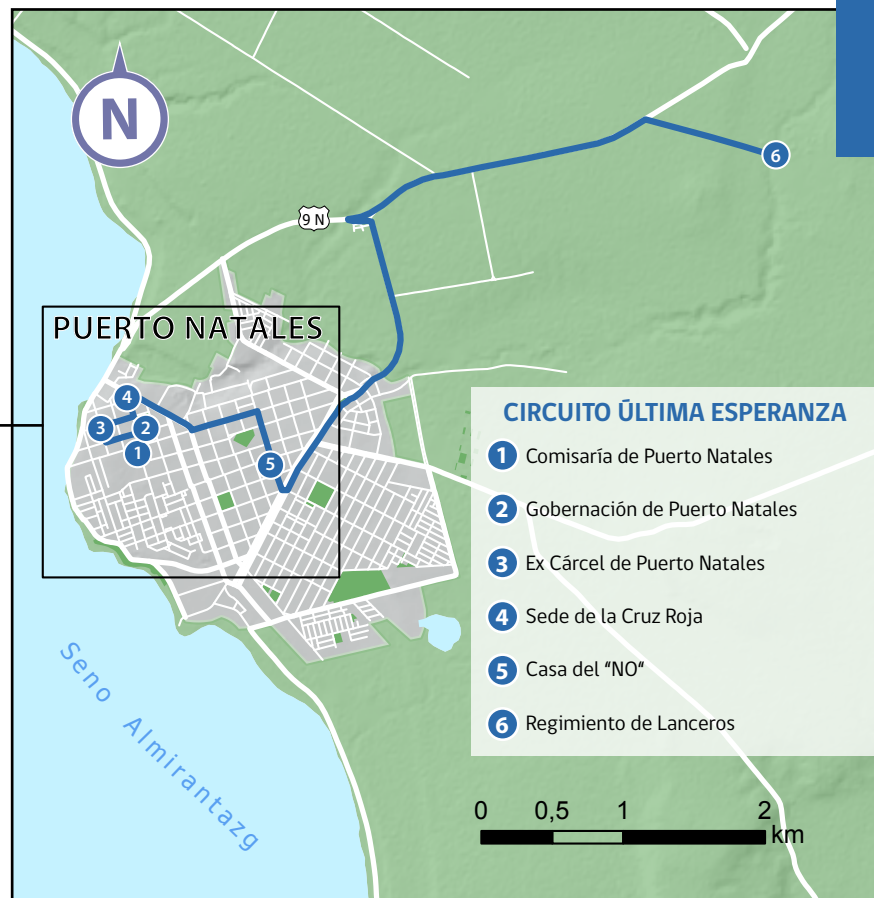 N
6
9 N
PUERTO NATALES
4
3
2
1
5
CIRCUITO ÚLTIMA ESPERANZA
1 Comisaría de Puerto Natales
2 Gobernación de Puerto Natales
3 Ex Cárcel de Puerto Natales
4 Sede de la Cruz Roja
5 Casa del "NO"
6 Regimiento de Lanceros
Seno Almirantazg
0 0,5 1 2
km